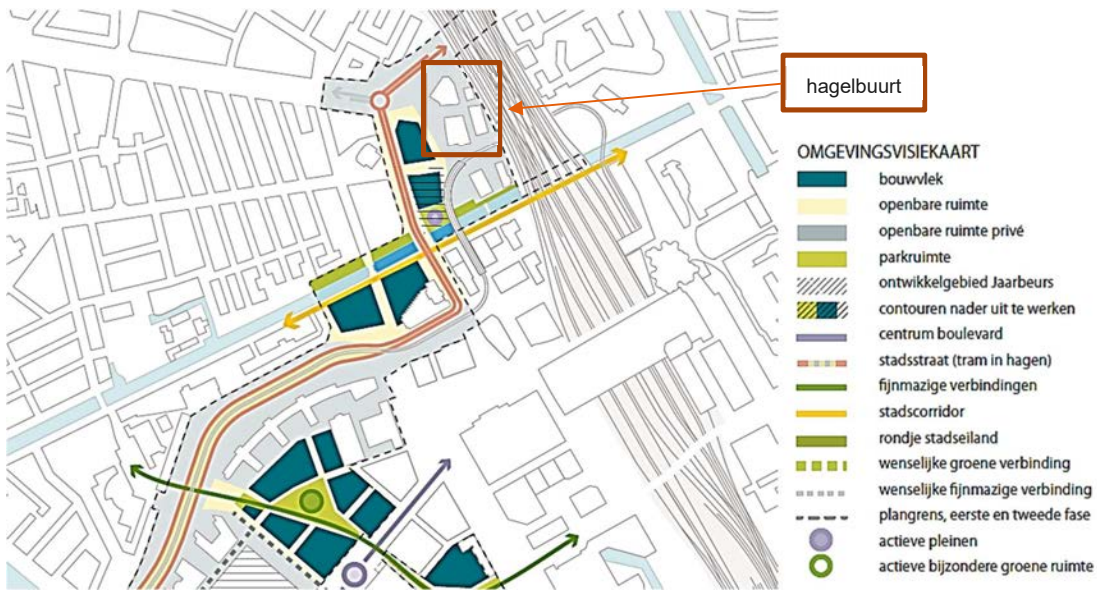 hagelbuurt
OMGEVINGSVISIEKAART
bouwvlek
openbare ruimte
openbare ruimte privé
parkruimte
ontwikkelgebied Jaarbeurs
contouren nader uit te werken
centrum boulevard
stadsstraat (tram in hagen)
fijnmazige verbindingen
stadscorridor
rondje stadseiland
wenselijke groene verbinding
wenselijke fijnmazige verbinding
plangrens, eerste en tweede fase
actieve pleinen
actieve bijzondere groene ruimte